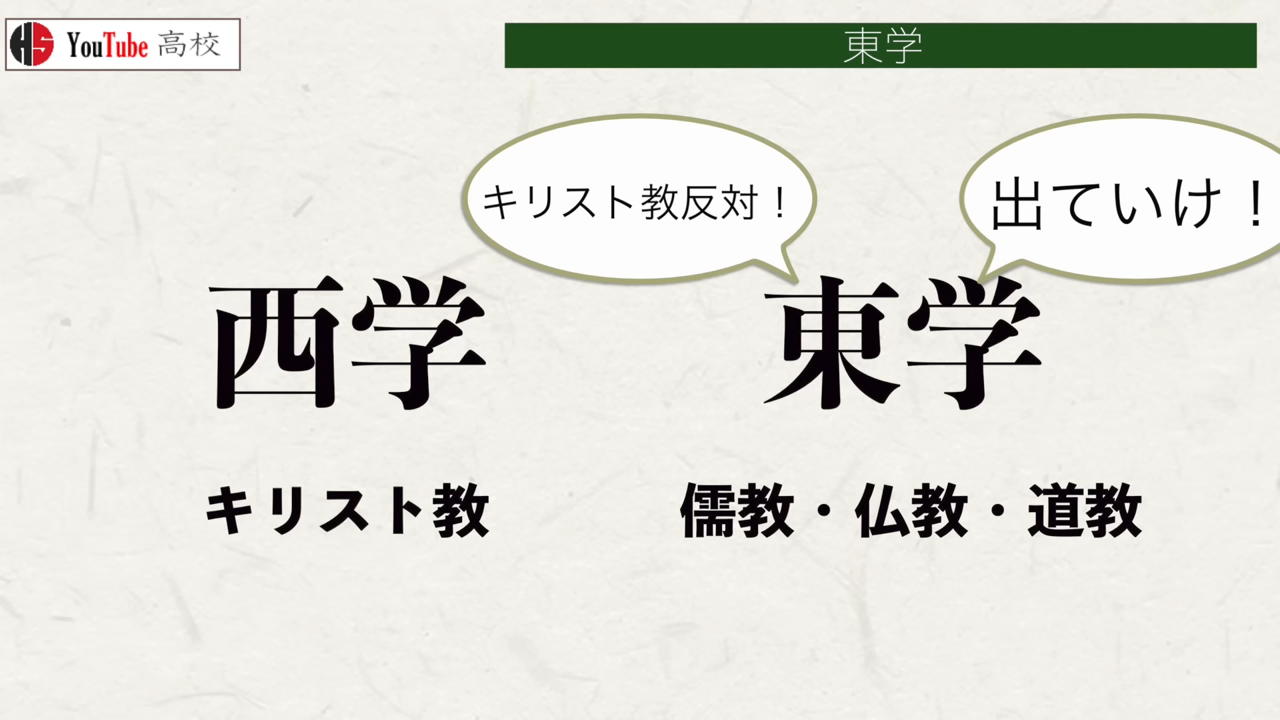 YouTube 高校
東学
キリスト教反対！
出ていけ！
西学
東学
キリスト教
儒教・仏教・道教